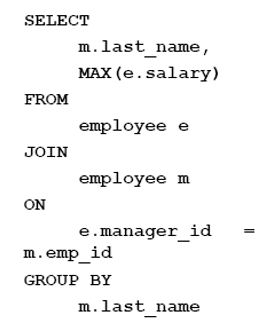 SELECT
m.last_name,
MAX(e.salary)
FROM
employee e
JOIN
employee m
ON
e.manager_id =
m.emp_id
GROUP BY
m.last_name